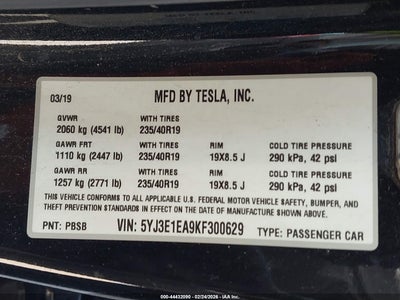 03/19 MFD BY TESLA, INC.
GVWR WITH TIRES
2060 kg (4541 lb) 235/40R19
GAWR FRT WITH TIRES RIM COLD TIRE PRESSURE
1110 kg (2447 lb) 235/40R19 19X8.5 J 290 kPa, 42 psi
GAWR RR WITH TIRES RIM COLD TIRE PRESSURE
1257 kg (2771 lb) 235/40R19 19X8.5 J 290 kPa, 42 psi
THIS VEHICLE CONFORMS TO ALL APPLICABLE U.S. FEDERAL MOTOR VEHICLE SAFETY, BUMPER, AND
THEFT PREVENTION STANDARDS IN EFFECT ON THE DATE OF MANUFACTURE SHOWN ABOVE.
PNT: PBSB VIN: 5YJ3E1EA9KF300629 TYPE: PASSENGER CAR
000-44432090 02/24/2026 - IAAI US